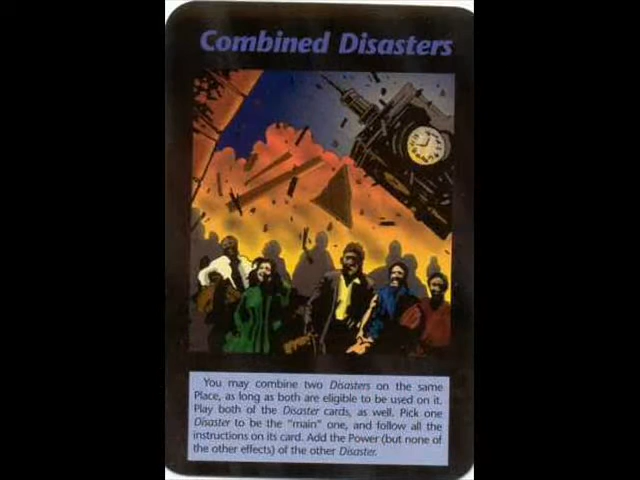 Combined Disasters
You may combine two Disasters on the same
Place, as long as both are eligible to be used on it.
Play both of the Disaster cards, as well. Pick one
Disaster to be the "main" one, and follow all the
instructions on its card. Add the Power (but none of
the other effects) of the other Disaster.